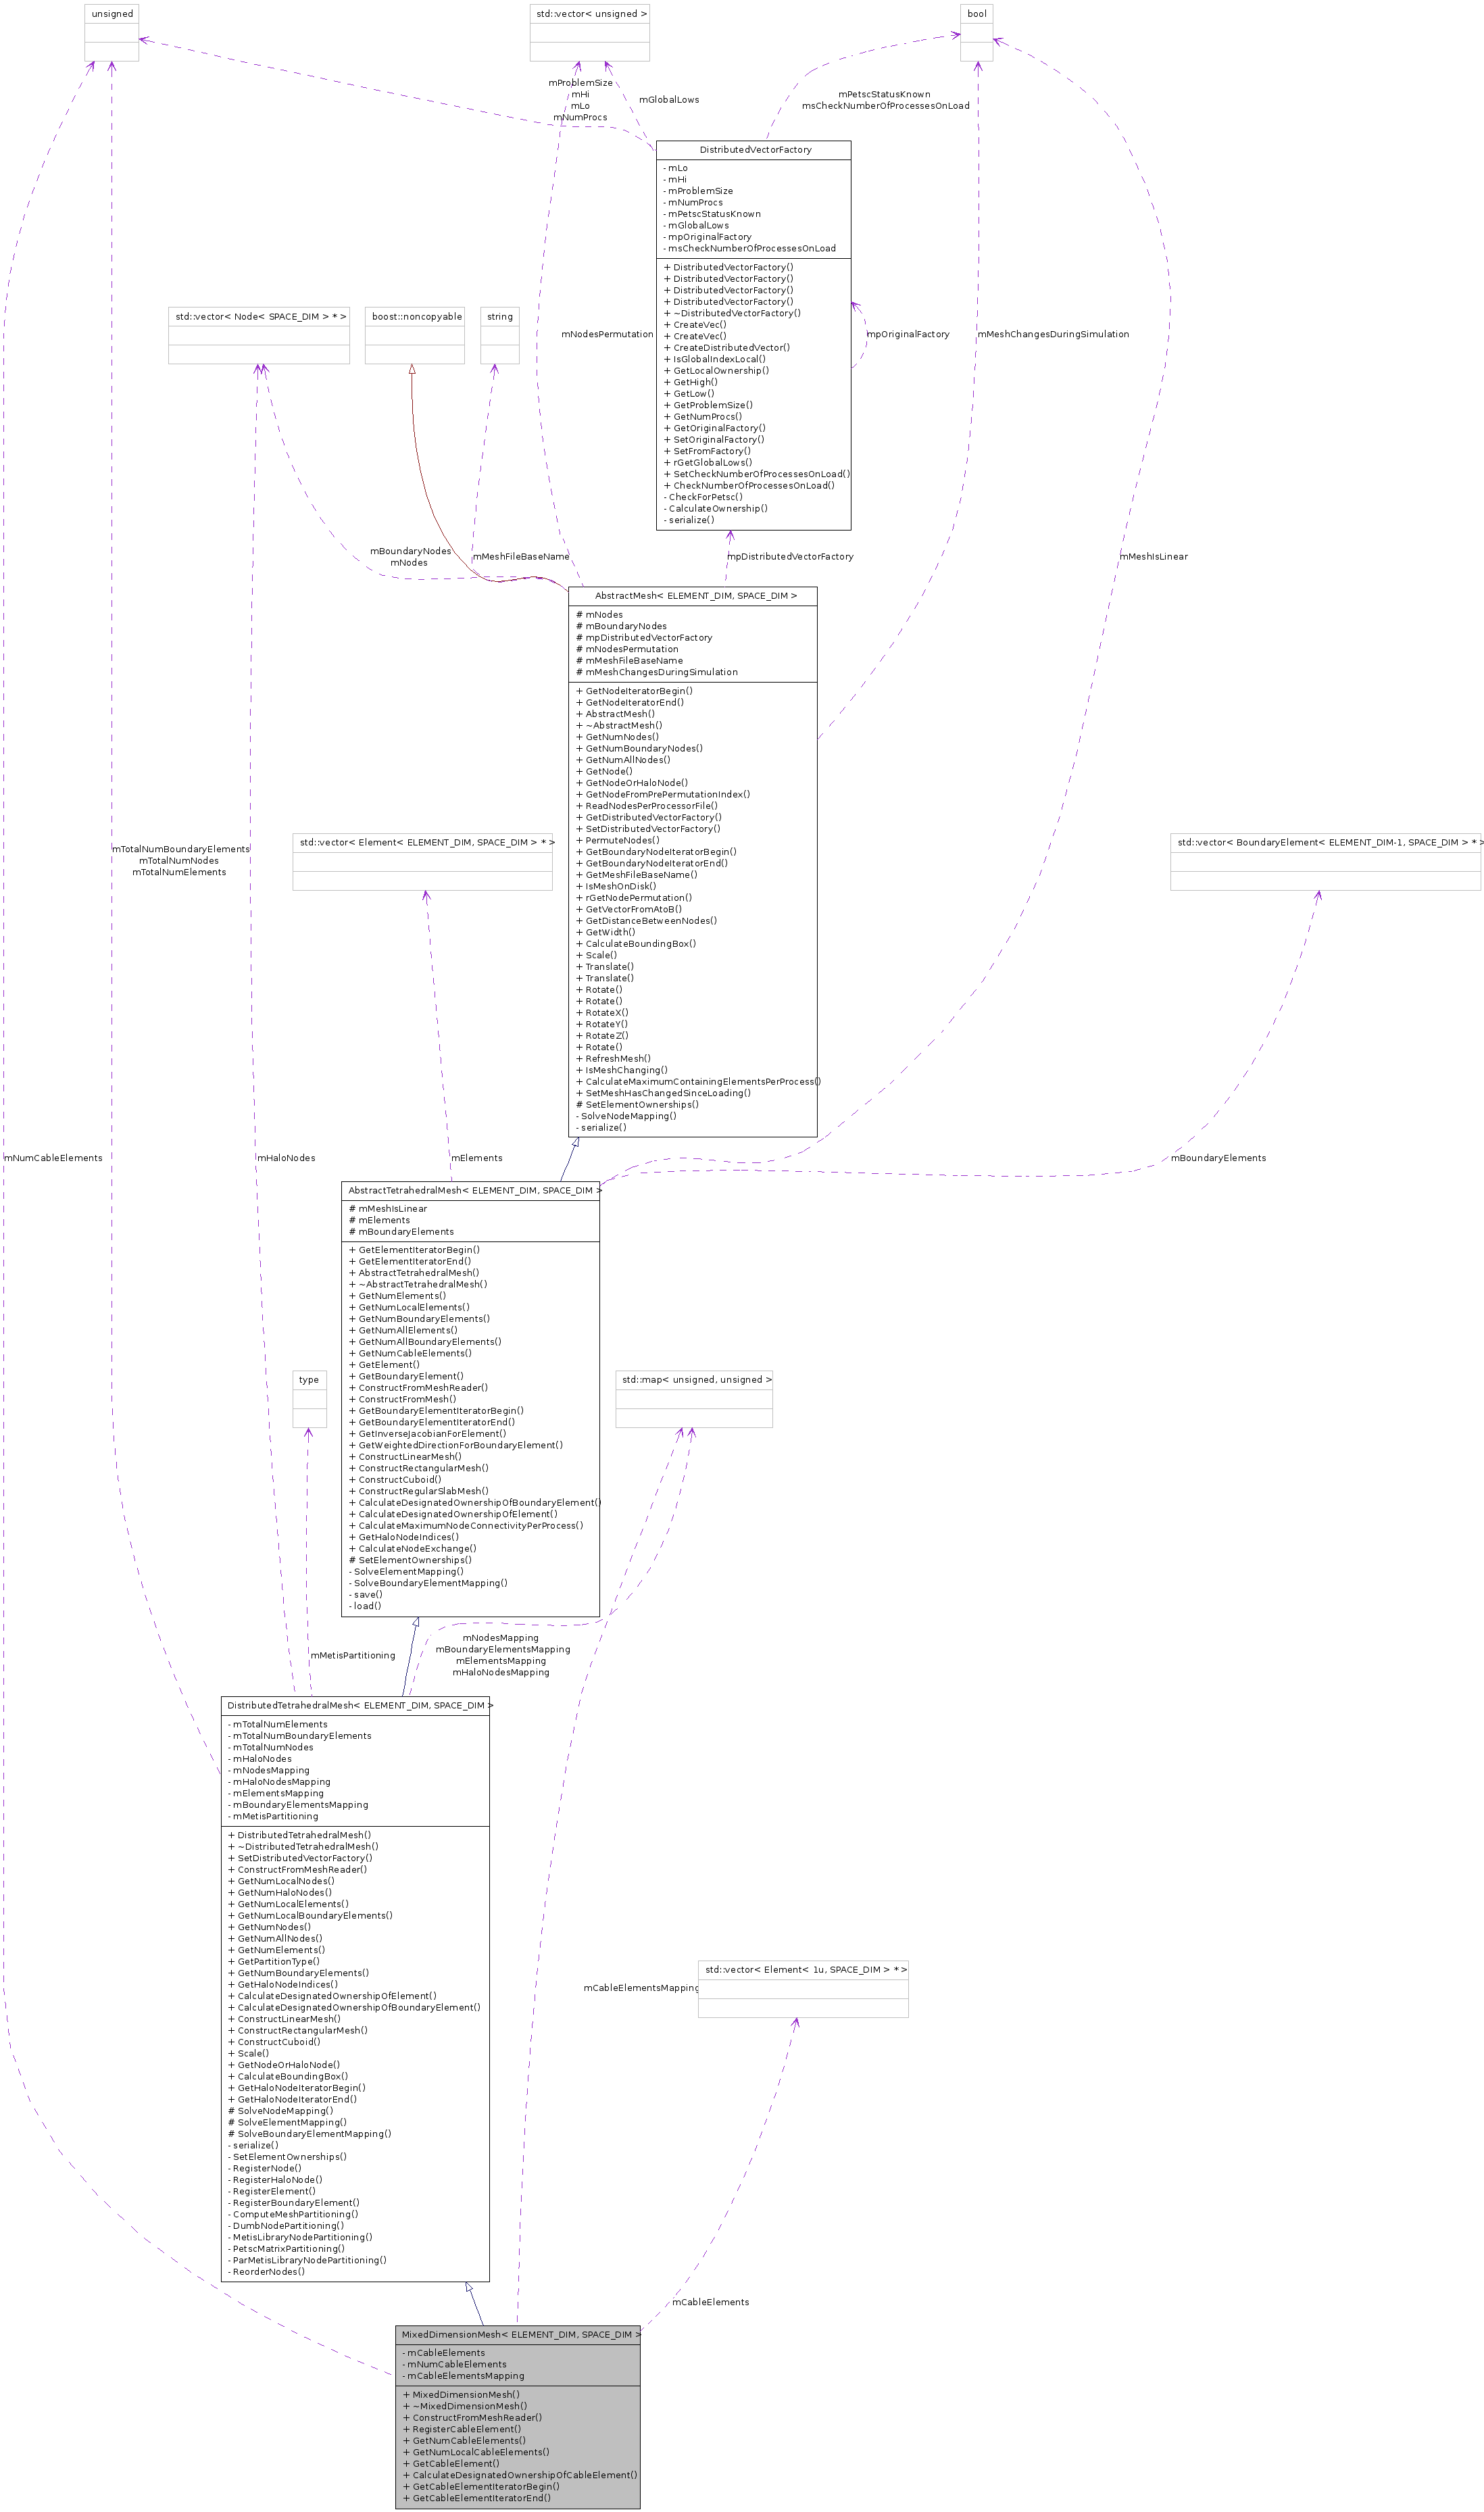 unsigned
std::vector< unsigned >
bool
mProblemSize
mHi
mLo
mNumProcs
mGlobalLows
mPetscStatusKnown
msCheckNumberOfProcessesOnLoad
DistributedVectorFactory
- mLo
- mHi
- mProblemSize
- mNumProcs
- mPetscStatusKnown
- mGlobalLows
- mpOriginalFactory
- msCheckNumberOfProcessesOnLoad
+ DistributedVectorFactory()
+ DistributedVectorFactory()
+ DistributedVectorFactory()
+ DistributedVectorFactory()
+ ~DistributedVectorFactory()
+ CreateVec()
+ CreateVec()
+ CreateDistributedVector()
+ IsGlobalIndexLocal()
+ GetLocalOwnership()
+ GetHigh()
+ GetLow()
+ GetProblemSize()
+ GetNumProcs()
+ GetOriginalFactory()
+ SetOriginalFactory()
+ SetFromFactory()
+ rGetGlobalLows()
+ SetCheckNumberOfProcessesOnLoad()
+ CheckNumberOfProcessesOnLoad()
- CheckForPetsc()
- CalculateOwnership()
- serialize()
std::vector< Node< SPACE_DIM > * >
boost::noncopyable
string
mNodesPermutation
mpOriginalFactory
mMeshChangesDuringSimulation
mBoundaryNodes
mNodes
mMeshFileBaseName
mpDistributedVectorFactory
mMeshIsLinear
AbstractMesh< ELEMENT_DIM, SPACE_DIM >
# mNodes
# mBoundaryNodes
# mpDistributedVectorFactory
# mNodesPermutation
# mMeshFileBaseName
# mMeshChangesDuringSimulation
+ GetNodeIteratorBegin()
+ GetNodeIteratorEnd()
+ AbstractMesh()
+ ~AbstractMesh()
+ GetNumNodes()
+ GetNumBoundaryNodes()
+ GetNumAllNodes()
+ GetNode()
+ GetNodeOrHaloNode()
+ GetNodeFromPrePermutationIndex()
+ ReadNodesPerProcessorFile()
+ GetDistributedVectorFactory()
+ SetDistributedVectorFactory()
+ PermuteNodes()
+ GetBoundaryNodeIteratorBegin()
+ GetBoundaryNodeIteratorEnd()
+ GetMeshFileBaseName()
+ IsMeshOnDisk()
+ rGetNodePermutation()
+ GetVectorFromAtoB()
+ GetDistanceBetweenNodes()
+ GetWidth()
+ CalculateBoundingBox()
+ Scale()
+ Translate()
+ Translate()
+ Rotate()
+ Rotate()
+ RotateX()
+ RotateY()
+ RotateZ()
+ Rotate()
+ RefreshMesh()
+ IsMeshChanging()
+ CalculateMaximumContainingElementsPerProcess()
+ SetMeshHasChangedSinceLoading()
# SetElementOwnerships()
- SolveNodeMapping()
- serialize()
mTotalNumBoundaryElements
mTotalNumNodes
mTotalNumElements
std::vector< Element< ELEMENT_DIM, SPACE_DIM > * >
std::vector< BoundaryElement< ELEMENT_DIM-1, SPACE_DIM > * >
mNumCableElements
mHaloNodes
mElements
mBoundaryElements
AbstractTetrahedralMesh< ELEMENT_DIM, SPACE_DIM >
# mMeshIsLinear
# mElements
# mBoundaryElements
+ GetElementIteratorBegin()
+ GetElementIteratorEnd()
+ AbstractTetrahedralMesh()
+ ~AbstractTetrahedralMesh()
+ GetNumElements()
+ GetNumLocalElements()
+ GetNumBoundaryElements()
+ GetNumAllElements()
+ GetNumAllBoundaryElements()
+ GetNumCableElements()
+ GetElement()
+ GetBoundaryElement()
+ ConstructFromMeshReader()
+ ConstructFromMesh()
+ GetBoundaryElementIteratorBegin()
+ GetBoundaryElementIteratorEnd()
+ GetInverseJacobianForElement()
+ GetWeightedDirectionForBoundaryElement()
+ ConstructLinearMesh()
+ ConstructRectangularMesh()
+ ConstructCuboid()
+ ConstructRegularSlabMesh()
+ CalculateDesignatedOwnershipOfBoundaryElement()
+ CalculateDesignatedOwnershipOfElement()
+ CalculateMaximumNodeConnectivityPerProcess()
+ GetHaloNodeIndices()
+ CalculateNodeExchange()
# SetElementOwnerships()
- SolveElementMapping()
- SolveBoundaryElementMapping()
- save()
- load()
type
std::map< unsigned, unsigned >
mMetisPartitioning
mNodesMapping
mBoundaryElementsMapping
mElementsMapping
mHaloNodesMapping
DistributedTetrahedralMesh< ELEMENT_DIM, SPACE_DIM >
- mTotalNumElements
- mTotalNumBoundaryElements
- mTotalNumNodes
- mHaloNodes
- mNodesMapping
- mHaloNodesMapping
- mElementsMapping
- mBoundaryElementsMapping
- mMetisPartitioning
+ DistributedTetrahedralMesh()
+ ~DistributedTetrahedralMesh()
+ SetDistributedVectorFactory()
+ ConstructFromMeshReader()
+ GetNumLocalNodes()
+ GetNumHaloNodes()
+ GetNumLocalElements()
+ GetNumLocalBoundaryElements()
+ GetNumNodes()
+ GetNumAllNodes()
+ GetNumElements()
+ GetPartitionType()
+ GetNumBoundaryElements()
+ GetHaloNodeIndices()
+ CalculateDesignatedOwnershipOfElement()
+ CalculateDesignatedOwnershipOfBoundaryElement()
+ ConstructLinearMesh()
+ ConstructRectangularMesh()
+ ConstructCuboid()
+ Scale()
+ GetNodeOrHaloNode()
+ CalculateBoundingBox()
+ GetHaloNodeIteratorBegin()
+ GetHaloNodeIteratorEnd()
# SolveNodeMapping()
# SolveElementMapping()
# SolveBoundaryElementMapping()
- serialize()
- SetElementOwnerships()
- RegisterNode()
- RegisterHaloNode()
- RegisterElement()
- RegisterBoundaryElement()
- ComputeMeshPartitioning()
- DumbNodePartitioning()
- MetisLibraryNodePartitioning()
- PetscMatrixPartitioning()
- ParMetisLibraryNodePartitioning()
- ReorderNodes()
mCableElementsMapping
std::vector< Element< 1u, SPACE_DIM > * >
mCableElements
MixedDimensionMesh< ELEMENT_DIM, SPACE_DIM >
- mCableElements
- mNumCableElements
- mCableElementsMapping
+ MixedDimensionMesh()
+ ~MixedDimensionMesh()
+ ConstructFromMeshReader()
+ RegisterCableElement()
+ GetNumCableElements()
+ GetNumLocalCableElements()
+ GetCableElement()
+ CalculateDesignatedOwnershipOfCableElement()
+ GetCableElementIteratorBegin()
+ GetCableElementIteratorEnd()